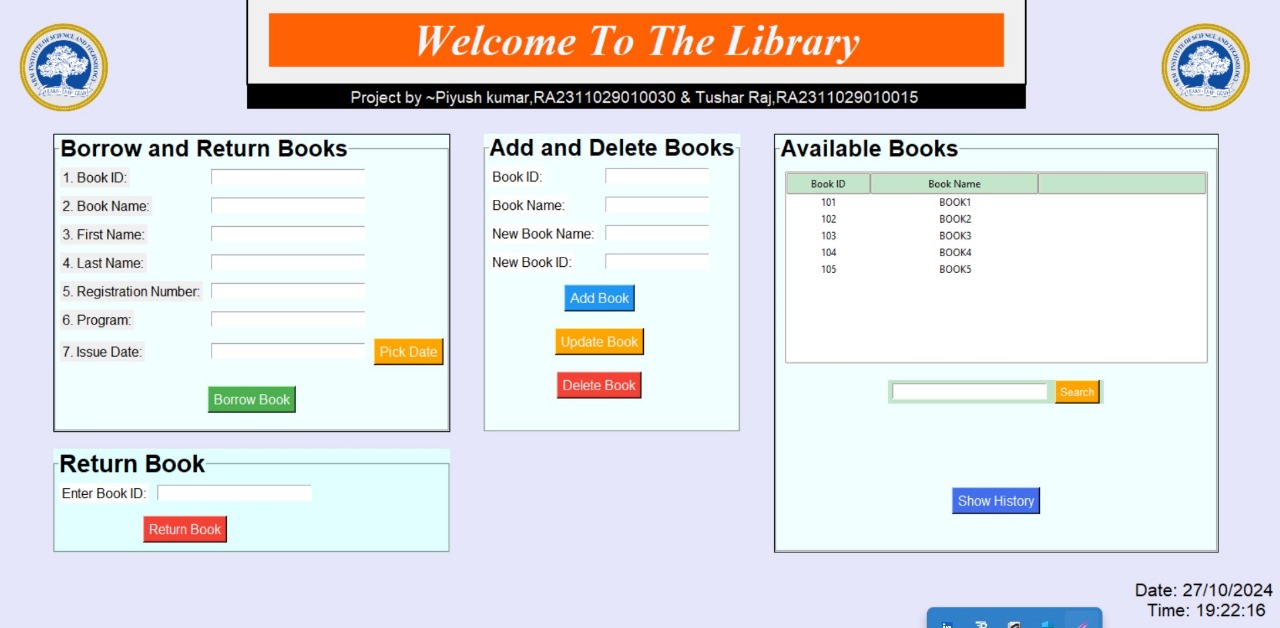 Welcome To The Library
Project by ~Piyush kumar,RA2311029010030 & Tushar Raj,RA2311029010015
Borrow and Return Books
1. Book ID:
2. Book Name:
3. First Name:
4. Last Name:
5. Registration Number:
6. Program:
7. Issue Date:
Pick Date
Borrow Book
Return Book
Enter Book ID:
Return Book
Add and Delete Books
Book ID:
Book Name:
New Book Name:
New Book ID:
Add Book
Update Book
Delete Book
Available Books
Book ID Book Name
101 BOOK1
102 BOOK2
103 BOOK3
104 BOOK4
105 BOOK5
Search
Show History
Date: 27/10/2024
Time: 19:22:16